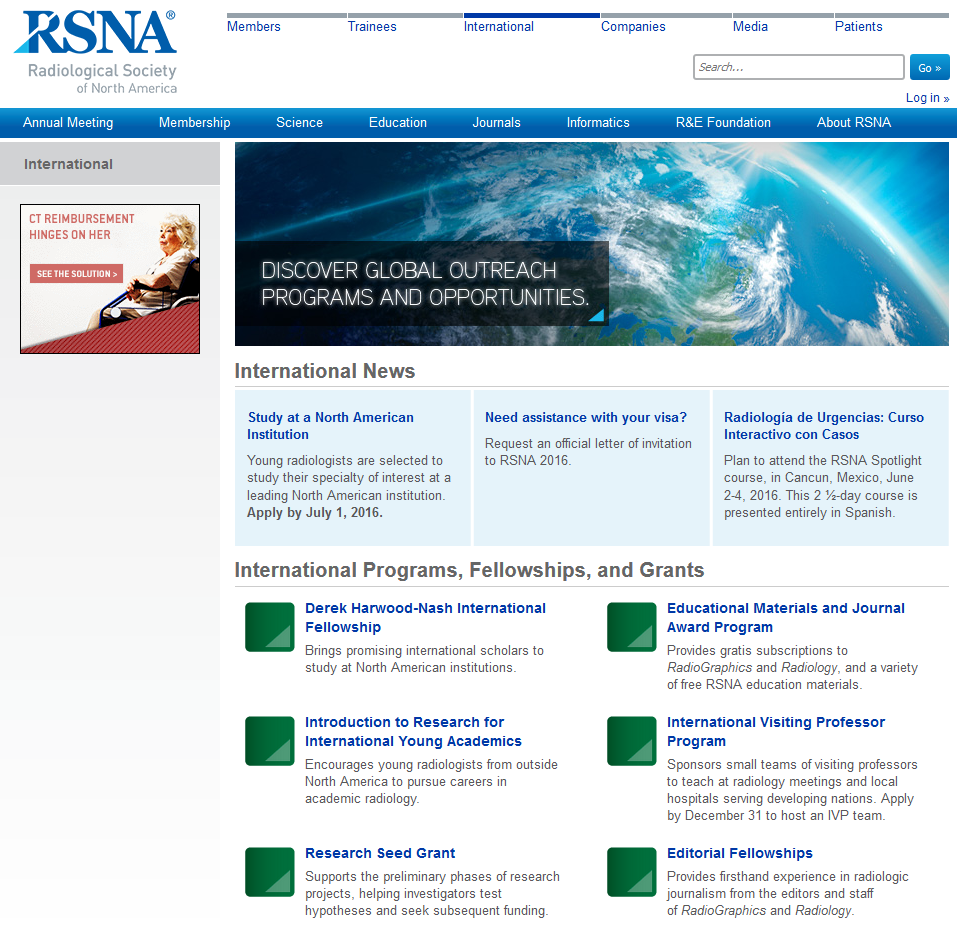 RSNA®
Radiological Society
of North America
Members
Trainees
International
Companies
Media
Patients
Search...
Go »
Log in »
Annual Meeting
Membership
Science
Education
Journals
Informatics
R&E Foundation
About RSNA
International
CT REIMBURSEMENT
HINGES ON HER
SEE THE SOLUTION >
DISCOVER GLOBAL OUTREACH
PROGRAMS AND OPPORTUNITIES.
International News
Study at a North American
Institution
Young radiologists are selected to
study their specialty of interest at a
leading North American institution.
Apply by July 1, 2016.
Need assistance with your visa?
Request an official letter of invitation
to RSNA 2016.
Radiología de Urgencias: Curso
Interactivo con Casos
Plan to attend the RSNA Spotlight
course, in Cancun, Mexico, June
2-4, 2016. This 2 ½-day course is
presented entirely in Spanish.
International Programs, Fellowships, and Grants
Derek Harwood-Nash International
Fellowship
Brings promising international scholars to
study at North American institutions.
Educational Materials and Journal
Award Program
Provides gratis subscriptions to
RadioGraphics and Radiology, and a variety
of free RSNA education materials.
Introduction to Research for
International Young Academics
Encourages young radiologists from outside
North America to pursue careers in
academic radiology.
International Visiting Professor
Program
Sponsors small teams of visiting professors
to teach at radiology meetings and local
hospitals serving developing nations. Apply
by December 31 to host an IVP team.
Research Seed Grant
Supports the preliminary phases of research
projects, helping investigators test
hypotheses and seek subsequent funding.
Editorial Fellowships
Provides firsthand experience in radiologic
journalism from the editors and staff
of RadioGraphics and Radiology.